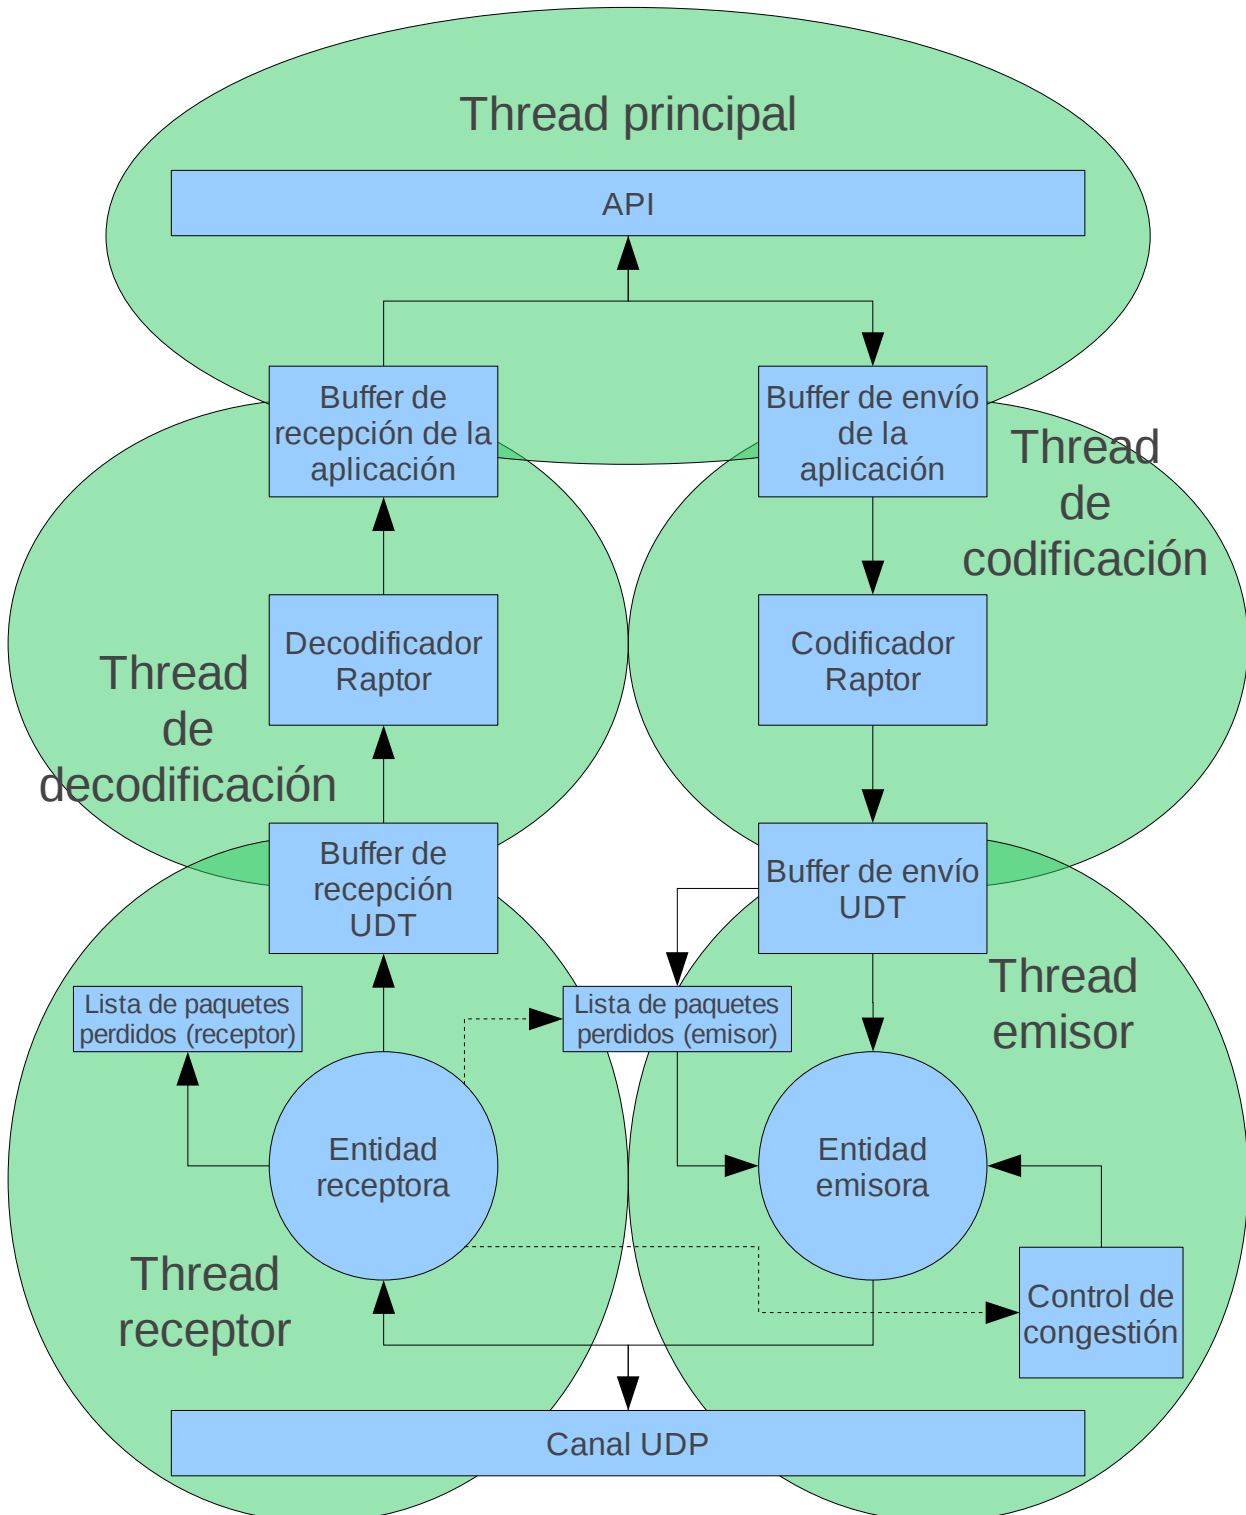 Thread principal
API
Buffer de
recepción de la
aplicación
Buffer de envío
de la
aplicación
Thread
de
codificación
Decodificador
Raptor
Codificador
Raptor
Thread
de
decodificación
Buffer de
recepción
UDT
Buffer de envío
UDT
Lista de paquetes
perdidos (receptor)
Lista de paquetes
perdidos (emisor)
Thread
emisor
Entidad
receptora
Entidad
emisora
Thread
receptor
Control de
congestión
Canal UDP